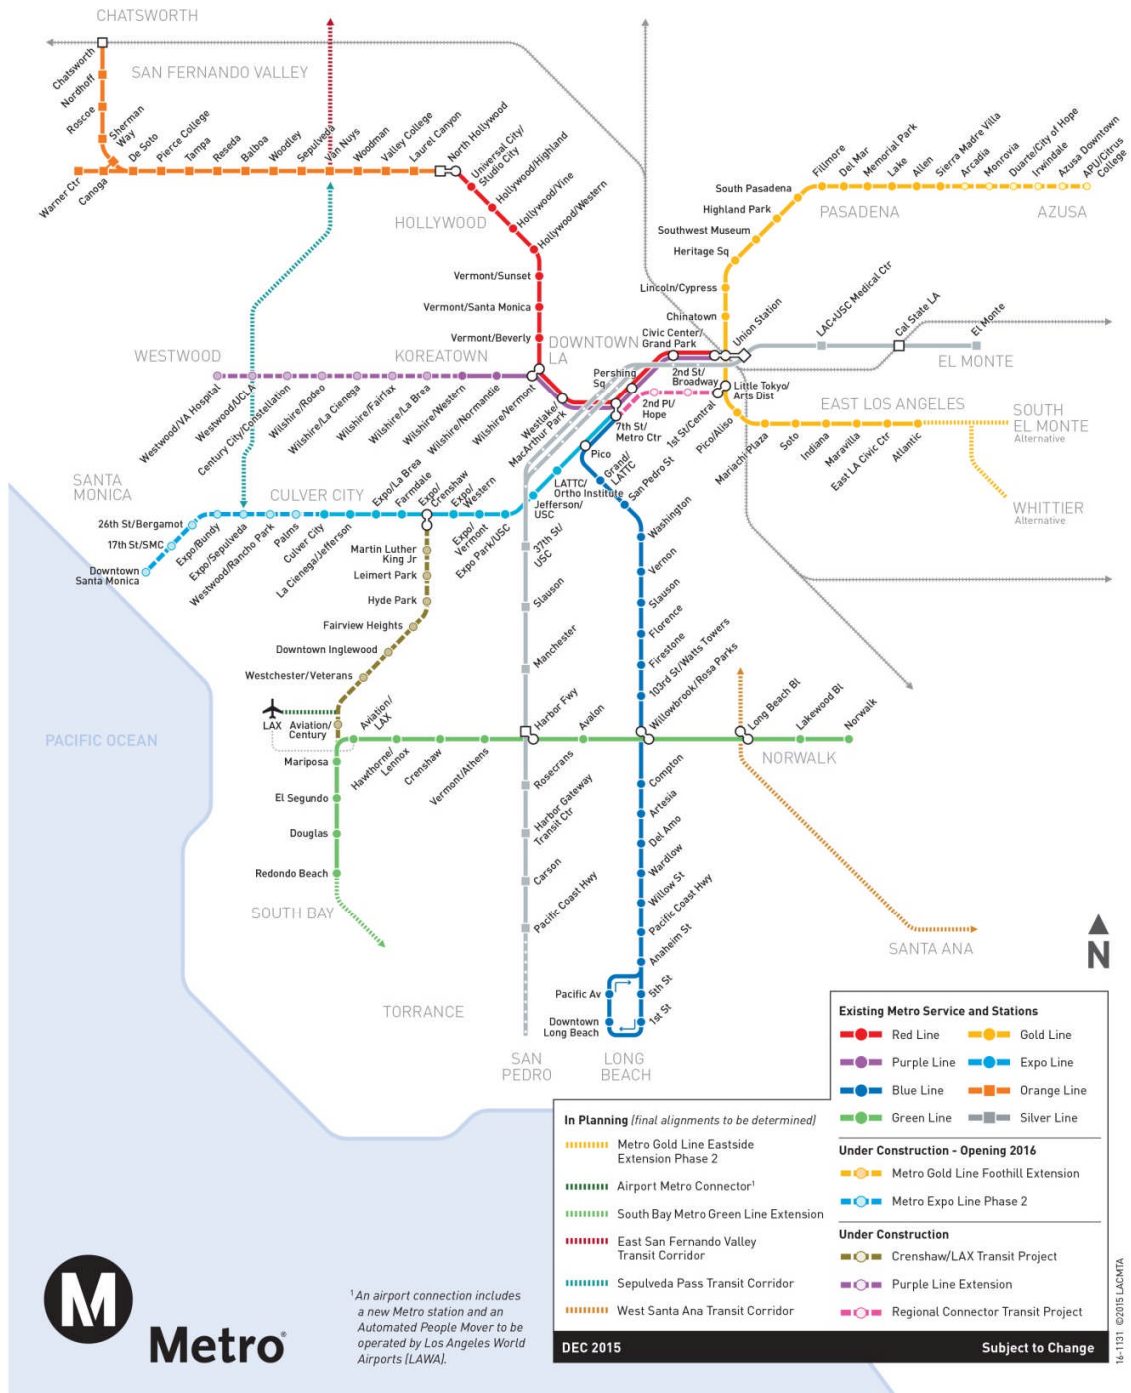 CHATSWORTH
Chatsworth
Nordhoff
Roscoe
Sherman
Way
SAN FERNANDO VALLEY
Warner Ctr
Canoga
De Soto
Pierce College
Tampa
Reseda
Balboa
Woodley
Sepulveda
Van Nuys
Woodman
Valley College
Laurel Canyon
North Hollywood
Universal City/
Studio City
Hollywood/Highland
Hollywood/Vine
Hollywood/Western
HOLLYWOOD
Vermont/Sunset
Vermont/Santa Monica
Vermont/Beverly
Fillmore
Del Mar
Memorial Park
Lake
Allen
Sierra Madre Villa
Arcadia
Monrovia
Duarte/City of Hope
Irwindale
Azusa Downtown
APU/Citrus
College
South Pasadena
Highland Park
Southwest Museum
Heritage Sq
Lincoln/Cypress
Chinatown
PASADENA
AZUSA
Union Station
LAC+USC Medical Ctr
Cal State LA
El Monte
EL MONTE
WESTWOOD
KOREATOWN
DOWNTOWN
LA
Civic Center/
Grand Park
Pershing
Sq
2nd St/
Broadway
Little Tokyo/
Arts Dist
2nd Pl/
Hope
7th St/
Metro Ctr
1st St/Central
Pico/Aliso
Mariachi Plaza
Soto
Indiana
Maravilla
East LA Civic Ctr
Atlantic
EAST LOS ANGELES
SOUTH
EL MONTE
Alternative
WHITTIER
Alternative
Westwood/VA Hospital
Westwood/UCLA
Century City/Constellation
Wilshire/Rodeo
Wilshire/La Cienega
Wilshire/Fairfax
Wilshire/La Brea
Wilshire/Western
Wilshire/Normandie
Wilshire/Vermont
Westlake/
MacArthur Park
Pico
Grand/
LATTC
San Pedro St
LATTC/
Ortho Institute
Jefferson/
USC
SANTA
MONICA
CULVER CITY
26th St/Bergamot
17th St/SMC
Downtown
Santa Monica
Expo/Bundy
Expo/Sepulveda
Westwood/Rancho Park
Palms
Culver City
La Cienega/Jefferson
Expo/La Brea
Farmdale
Expo/
Crenshaw
Expo/
Western
Expo/
Vermont
Expo Park/USC
Martin Luther
King Jr
Leimert Park
Hyde Park
Fairview Heights
Downtown Inglewood
Westchester/Veterans
LAX
Aviation/
Century
Aviation/
LAX
37th St/
USC
Slauson
Manchester
Harbor Fwy
Rosecrans
Harbor Gateway
Transit Ctr
Carson
Pacific Coast Hwy
Washington
Vernon
Slauson
Florence
Firestone
103rd St/Watts Towers
Willowbrook/Rosa Parks
Avalon
Long Beach Bl
Lakewood Bl
Norwalk
NORWALK
Hawthorne/
Lennox
Crenshaw
Vermont/Athens
Mariposa
El Segundo
Douglas
Redondo Beach
SOUTH BAY
PACIFIC OCEAN
Compton
Artesia
Del Amo
Wardlow
Willow St
Pacific Coast Hwy
Anaheim St
5th St
1st St
Pacific Av
Downtown
Long Beach
TORRANCE
SAN
PEDRO
LONG
BEACH
SANTA ANA
N
Existing Metro Service and Stations
Red Line
Gold Line
Purple Line
Expo Line
Blue Line
Orange Line
Green Line
Silver Line
Under Construction - Opening 2016
Metro Gold Line Foothill Extension
Metro Expo Line Phase 2
Under Construction
Crenshaw/LAX Transit Project
Purple Line Extension
Regional Connector Transit Project
In Planning (final alignments to be determined)
Metro Gold Line Eastside
Extension Phase 2
Airport Metro Connector¹
South Bay Metro Green Line Extension
East San Fernando Valley
Transit Corridor
Sepulveda Pass Transit Corridor
West Santa Ana Transit Corridor
DEC 2015
Subject to Change
16-1131 ©2015 LACMTA
¹An airport connection includes
a new Metro station and an
Automated People Mover to be
operated by Los Angeles World
Airports (LAWA).
M
Metro®